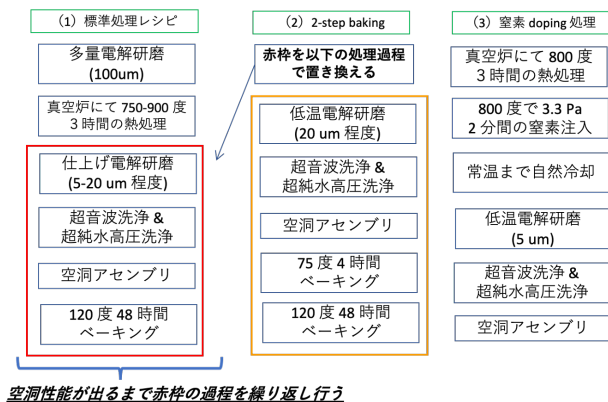 (1)標準処理レシピ
多量電解研磨
(100um)
真空炉にて 750-900 度
3時間の熱処理
仕上げ電解研磨
(5-20 um 程度)
超音波洗浄 &
超純水高圧洗浄
空洞アセンブリ
120 度 48 時間
ベーキング
空洞性能が出るまで赤枠の過程を繰り返し行う
(2)2-step baking
赤枠を以下の処理過程
で置き換える
低温電解研磨
(20 um 程度)
超音波洗浄 &
超純水高圧洗浄
空洞アセンブリ
75 度 4 時間
ベーキング
120 度 48 時間
ベーキング
(3)窒素 doping 処理
真空炉にて 800 度
3 時間の熱処理
800 度で 3.3 Pa
2 分間の窒素注入
常温まで自然冷却
低温電解研磨
(5 um)
超音波洗浄 &
超純水高圧洗浄
空洞アセンブリ